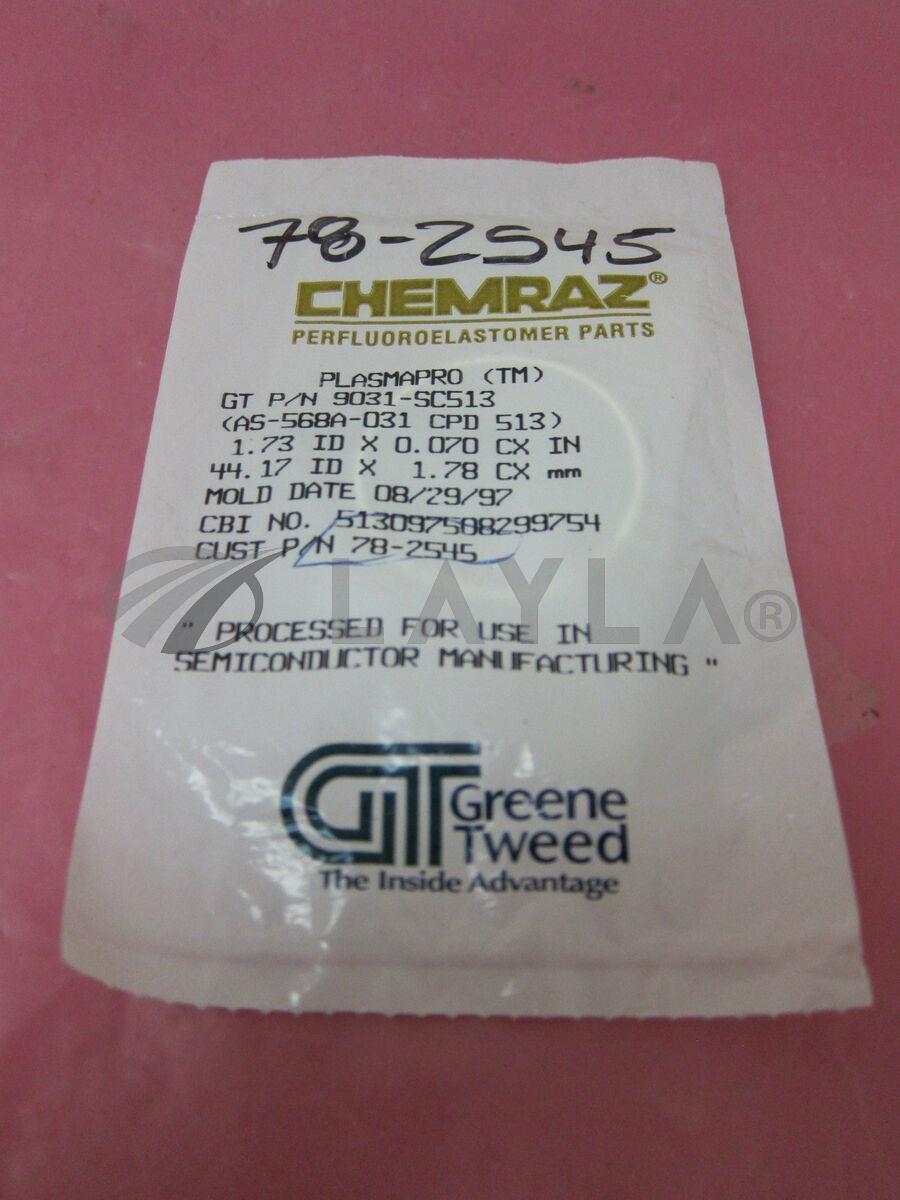 78-2545
CHEMRAZ®
PERFLUOROELASTOMER PARTS
PLASMAPRO (TM)
GT P/N 9031-SC513
(AS-568A-031 CPD 513)
1.73 ID X 0.070 CX IN
44.17 ID X 1.78 CX mm
MOLD DATE 08/29/97
CBI NO. 513097508299754
CUST P/N 78-2545
LAYLA®
" PROCESSED FOR USE IN
SEMICONDUCTOR MANUFACTURING "
GT Greene
Tweed
The Inside Advantage